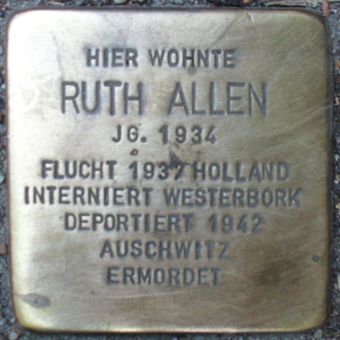 HIER WOHNTE
RUTH ALLEN
JG. 1934
FLUCHT 1937 HOLLAND
INTERNIERT WESTERBORK
DEPORTIERT 1942
AUSCHWITZ
ERMORDET